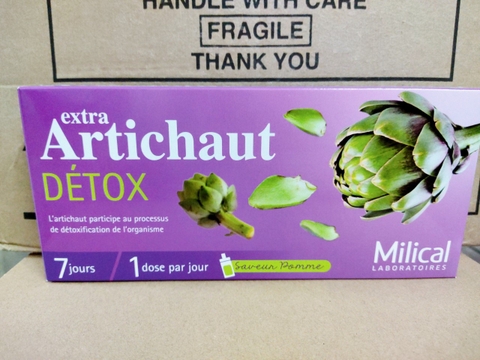 HANDLE WITH CARE
FRAGILE
THANK YOU
extra
Artichaut
DÉTOX
L'artichaut participe au processus
de détoxification de l'organisme
7 jours / 1 dose par jour Saveur Pomme
Milical
LABORATOIRES